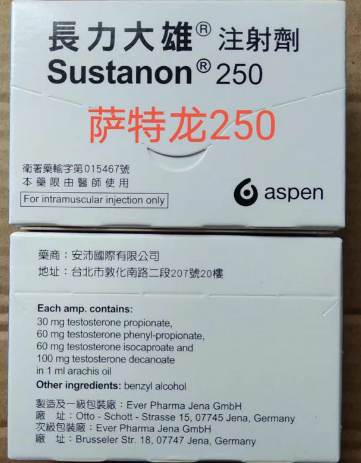 長力大雄® 注射劑
Sustanon® 250
萨特龙250
衛署藥輸字第015467號
本藥限由醫師使用
For intramuscular injection only
aspen
藥商：安沛國際有限公司
地址：台北市敦化南路二段207號20樓
Each amp. contains:
30 mg testosterone propionate,
60 mg testosterone phenyl-propionate,
60 mg testosterone isocaproate and
100 mg testosterone decanoate
in 1 ml arachis oil
Other ingredients: benzyl alcohol
製造及一級包裝廠：Ever Pharma Jena GmbH
廠　址：Otto - Schott - Strasse 15, 07745 Jena, Germany
次級包裝廠：Ever Pharma Jena GmbH
廠　址：Brusseler Str. 18, 07747 Jena, Germany